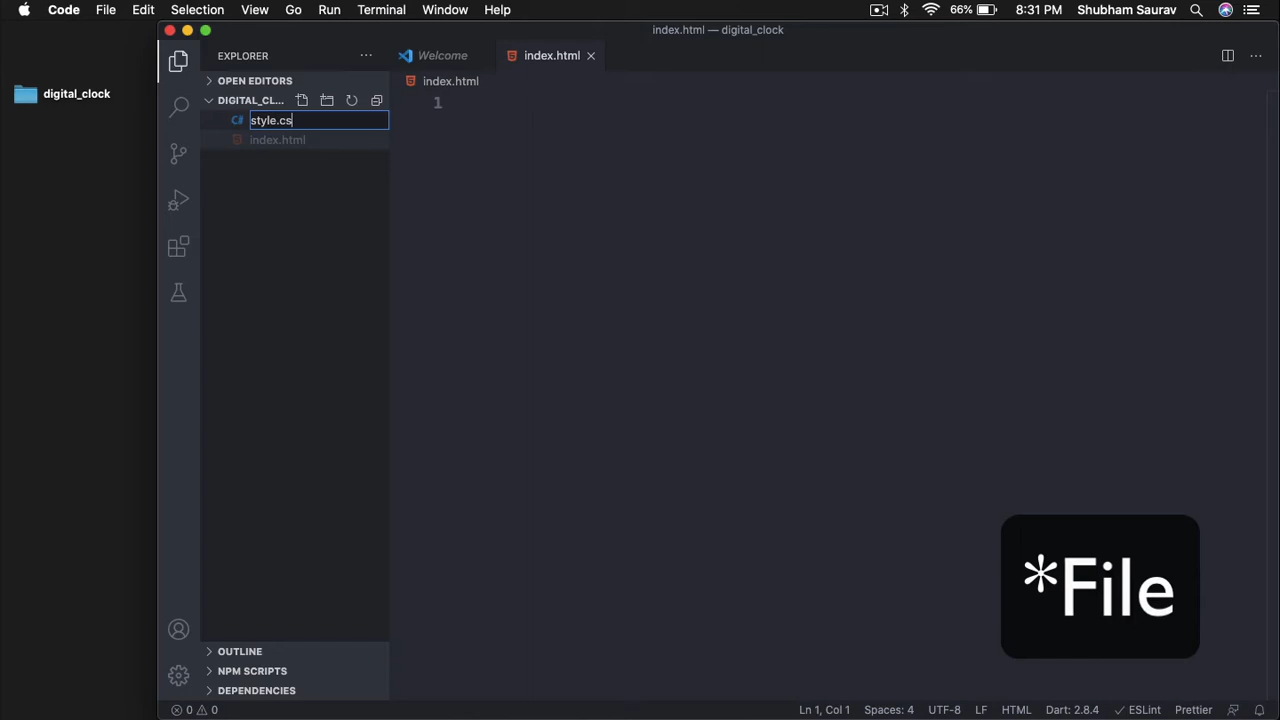 Code File Edit Selection View Go Run Terminal Window Help 66% 8:31 PM Shubham Saurav
index.html — digital_clock
digital_clock
EXPLORER
OPEN EDITORS
DIGITAL_CL...
C# style.cs
index.html
Welcome
index.html
index.html
1
*File
OUTLINE
NPM SCRIPTS
DEPENDENCIES
0 0 Ln 1, Col 1 Spaces: 4 UTF-8 LF HTML Dart: 2.8.4 ESLint Prettier